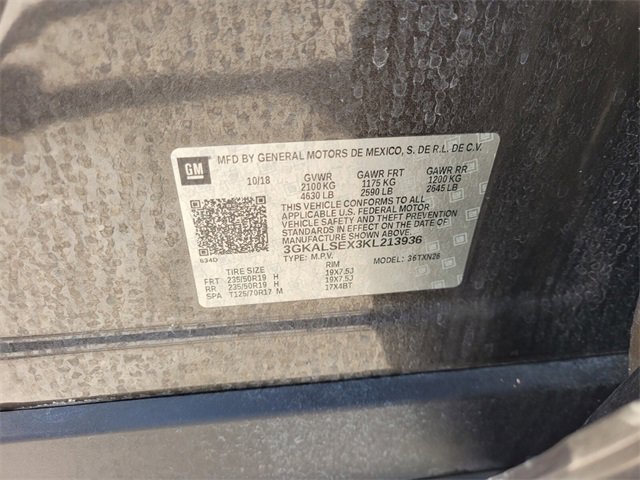 GM
MFD BY GENERAL MOTORS DE MEXICO, S. DE R.L. DE C.V.
10/18 GVWR GAWR FRT GAWR RR
2100 KG 1175 KG 1200 KG
4630 LB 2590 LB 2645 LB
THIS VEHICLE CONFORMS TO ALL
APPLICABLE U.S. FEDERAL MOTOR
VEHICLE SAFETY AND THEFT PREVENTION
STANDARDS IN EFFECT ON THE DATE OF
MANUFACTURE SHOWN ABOVE.
3GKALSEX3KL213936
TYPE: M.P.V. MODEL: 36TXN26
634D
TIRE SIZE RIM
FRT 235/50R19 H 19X7.5J
RR 235/50R19 H 19X7.5J
SPA T125/70R17 M 17X4BT